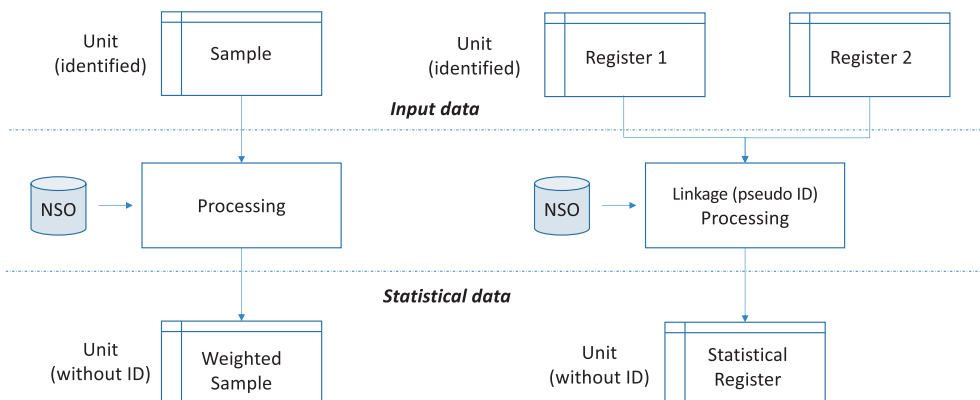 Unit
(identified)
Sample
Unit
(identified)
Register 1
Register 2
Input data
NSO
Processing
NSO
Linkage (pseudo ID)
Processing
Statistical data
Unit
(without ID)
Weighted
Sample
Unit
(without ID)
Statistical
Register